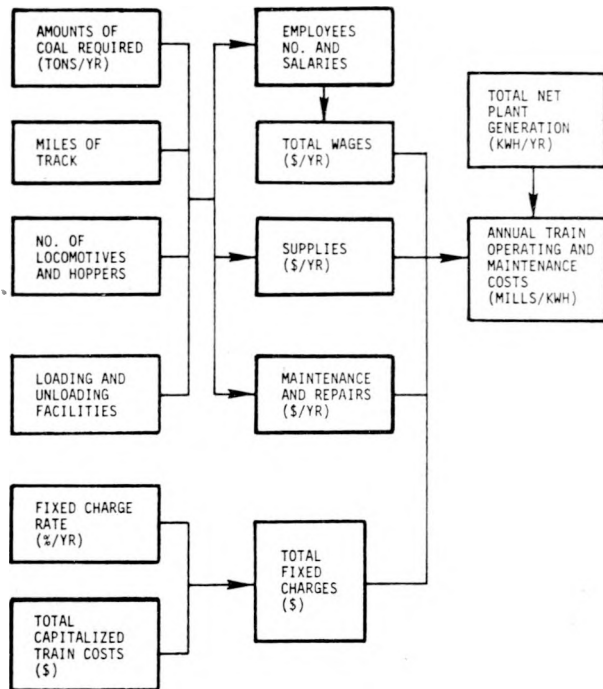 AMOUNTS OF
COAL REQUIRED
(TONS/YR)
MILES OF
TRACK
NO. OF
LOCOMOTIVES
AND HOPPERS
LOADING AND
UNLOADING
FACILITIES
FIXED CHARGE
RATE
(%/YR)
TOTAL
CAPITALIZED
TRAIN COSTS
($)
EMPLOYEES
NO. AND
SALARIES
TOTAL WAGES
($/YR)
SUPPLIES
($/YR)
MAINTENANCE
AND REPAIRS
($/YR)
TOTAL
FIXED
CHARGES
($)
TOTAL NET
PLANT
GENERATION
(KWH/YR)
ANNUAL TRAIN
OPERATING AND
MAINTENANCE
COSTS
(MILLS/KWH)